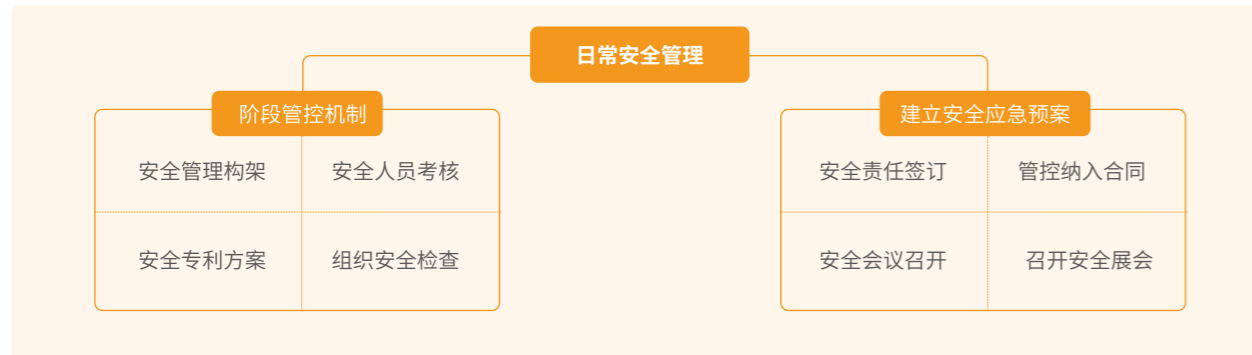 日常安全管理
阶段管控机制
安全管理构架
安全人员考核
安全专利方案
组织安全检查
建立安全应急预案
安全责任签订
管控纳入合同
安全会议召开
召开安全展会